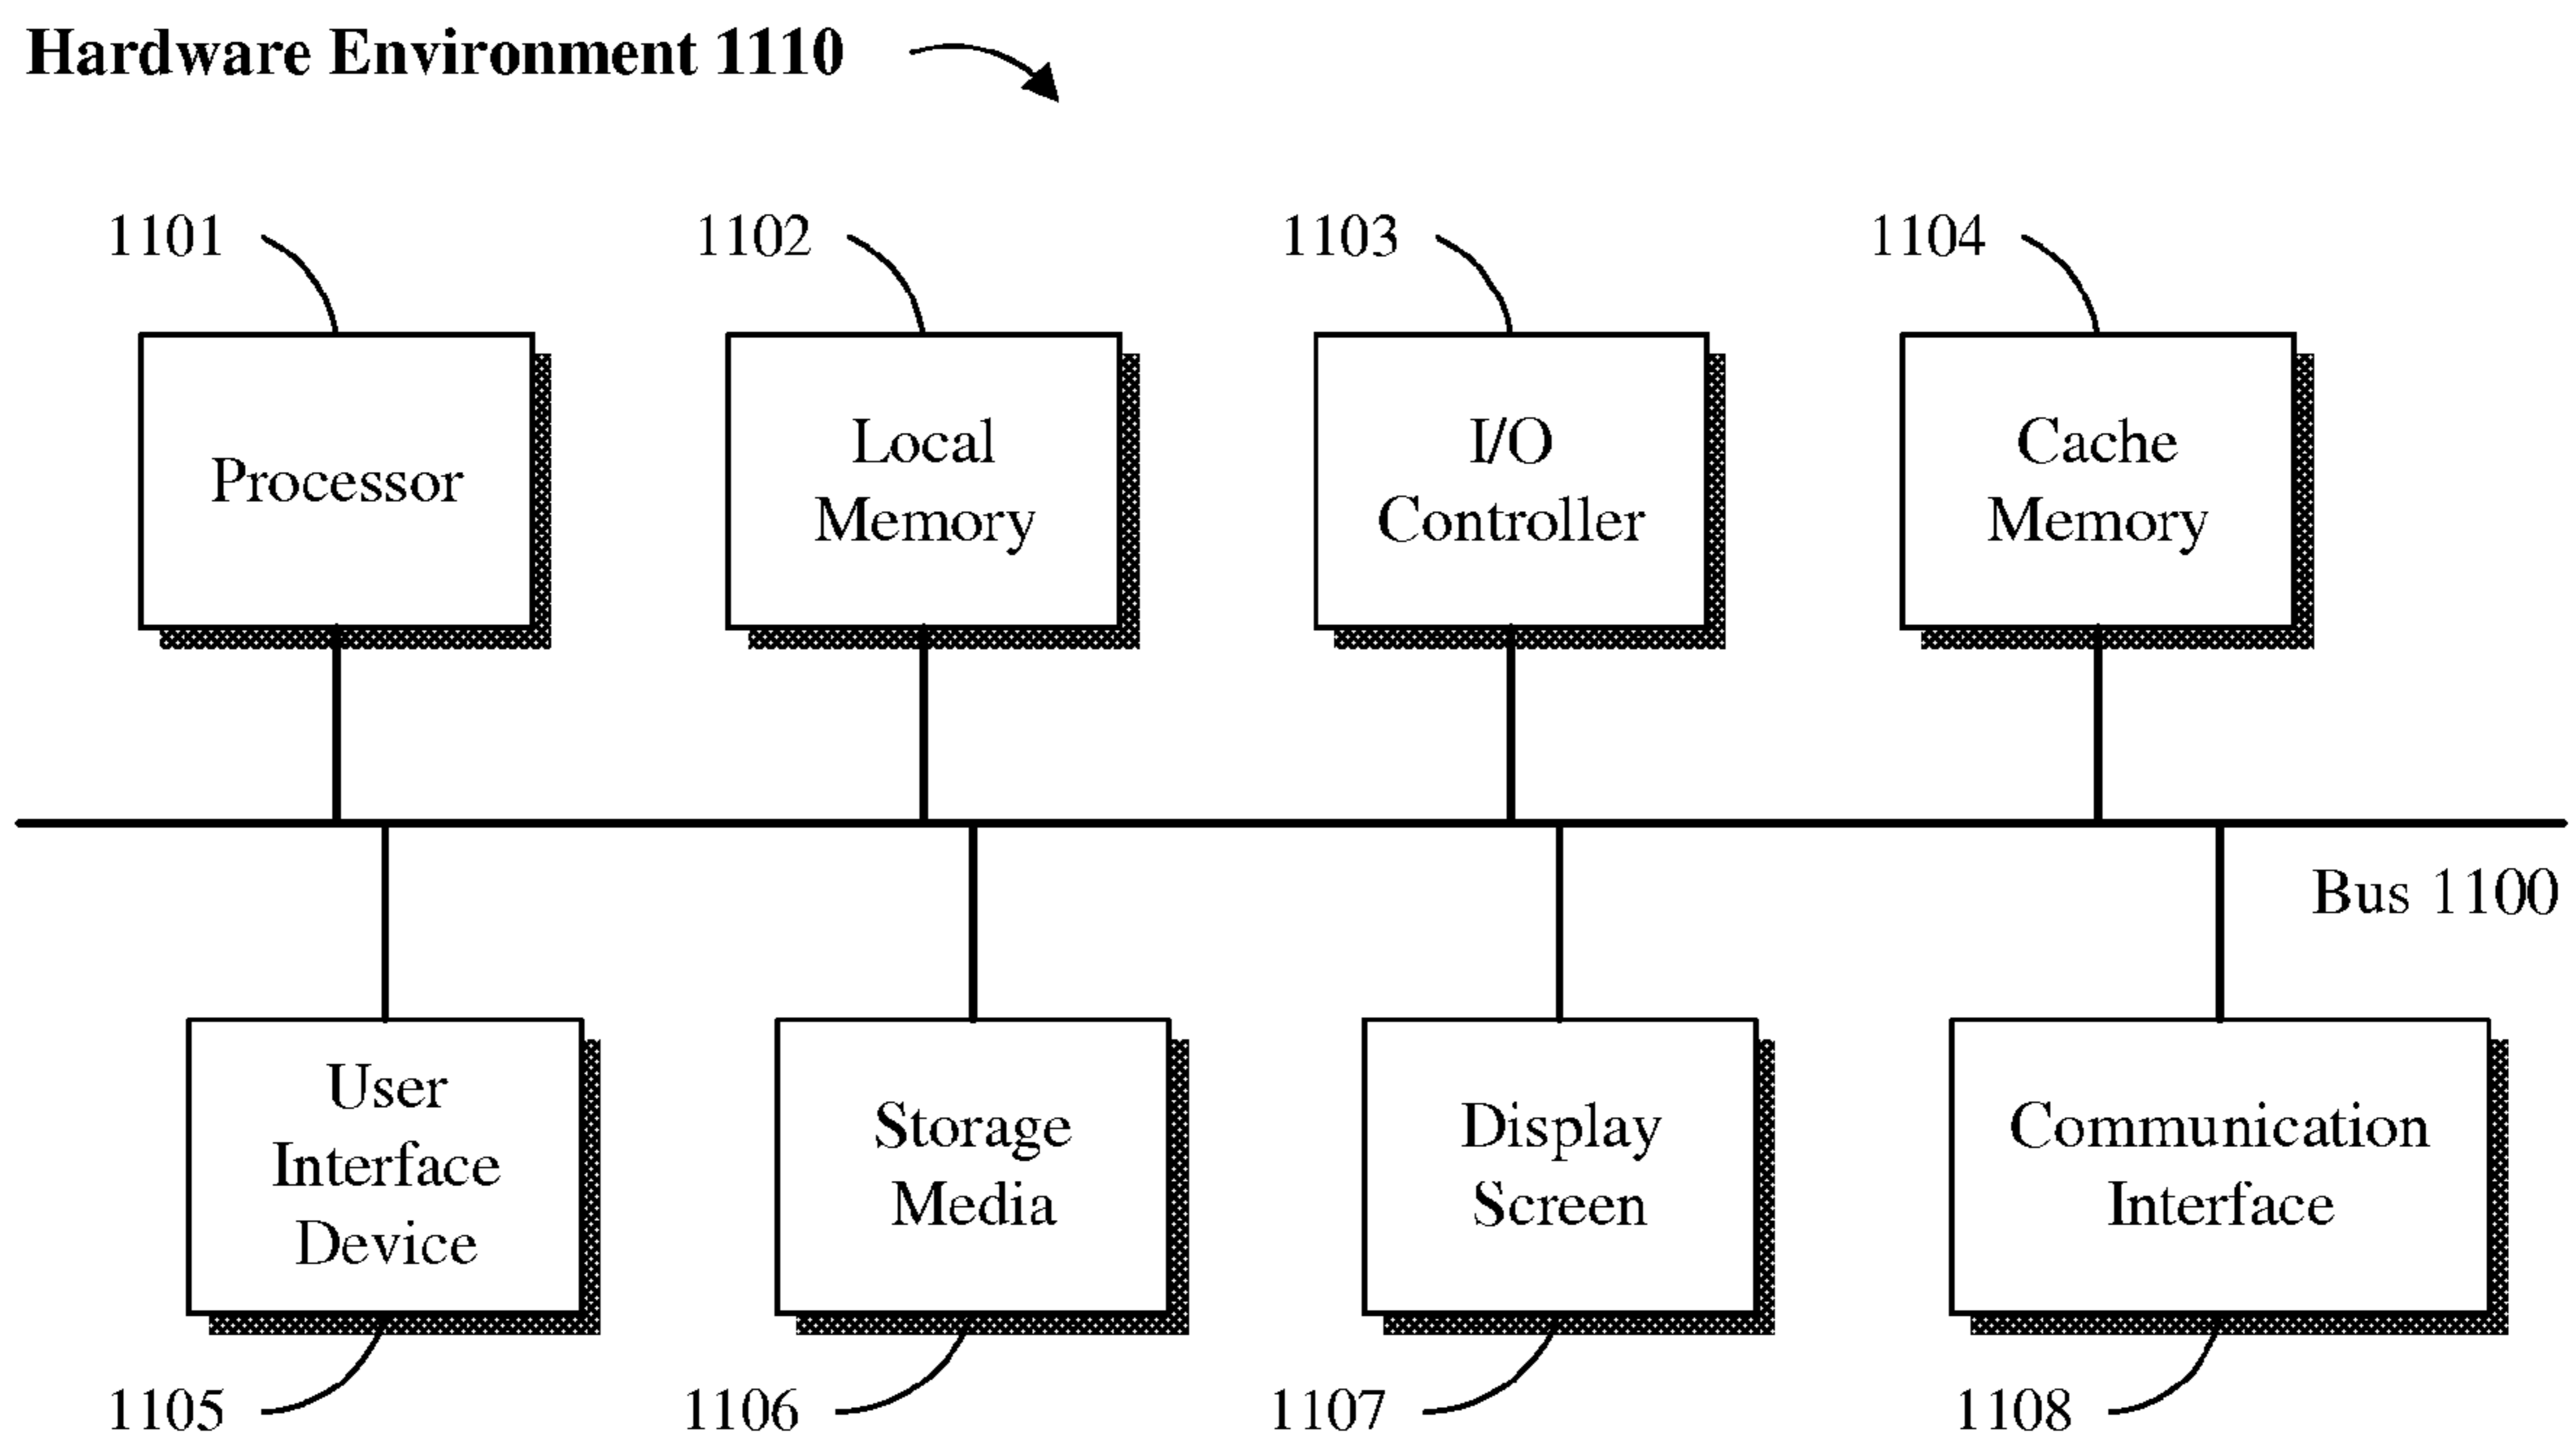 Hardware Environment 1110
1101
1102
1103
1104
Processor
Local
Memory
I/O
Controller
Cache
Memory
Bus 1100
User
Interface
Device
Storage
Media
Display
Screen
Communication
Interface
1105
1106
1107
1108